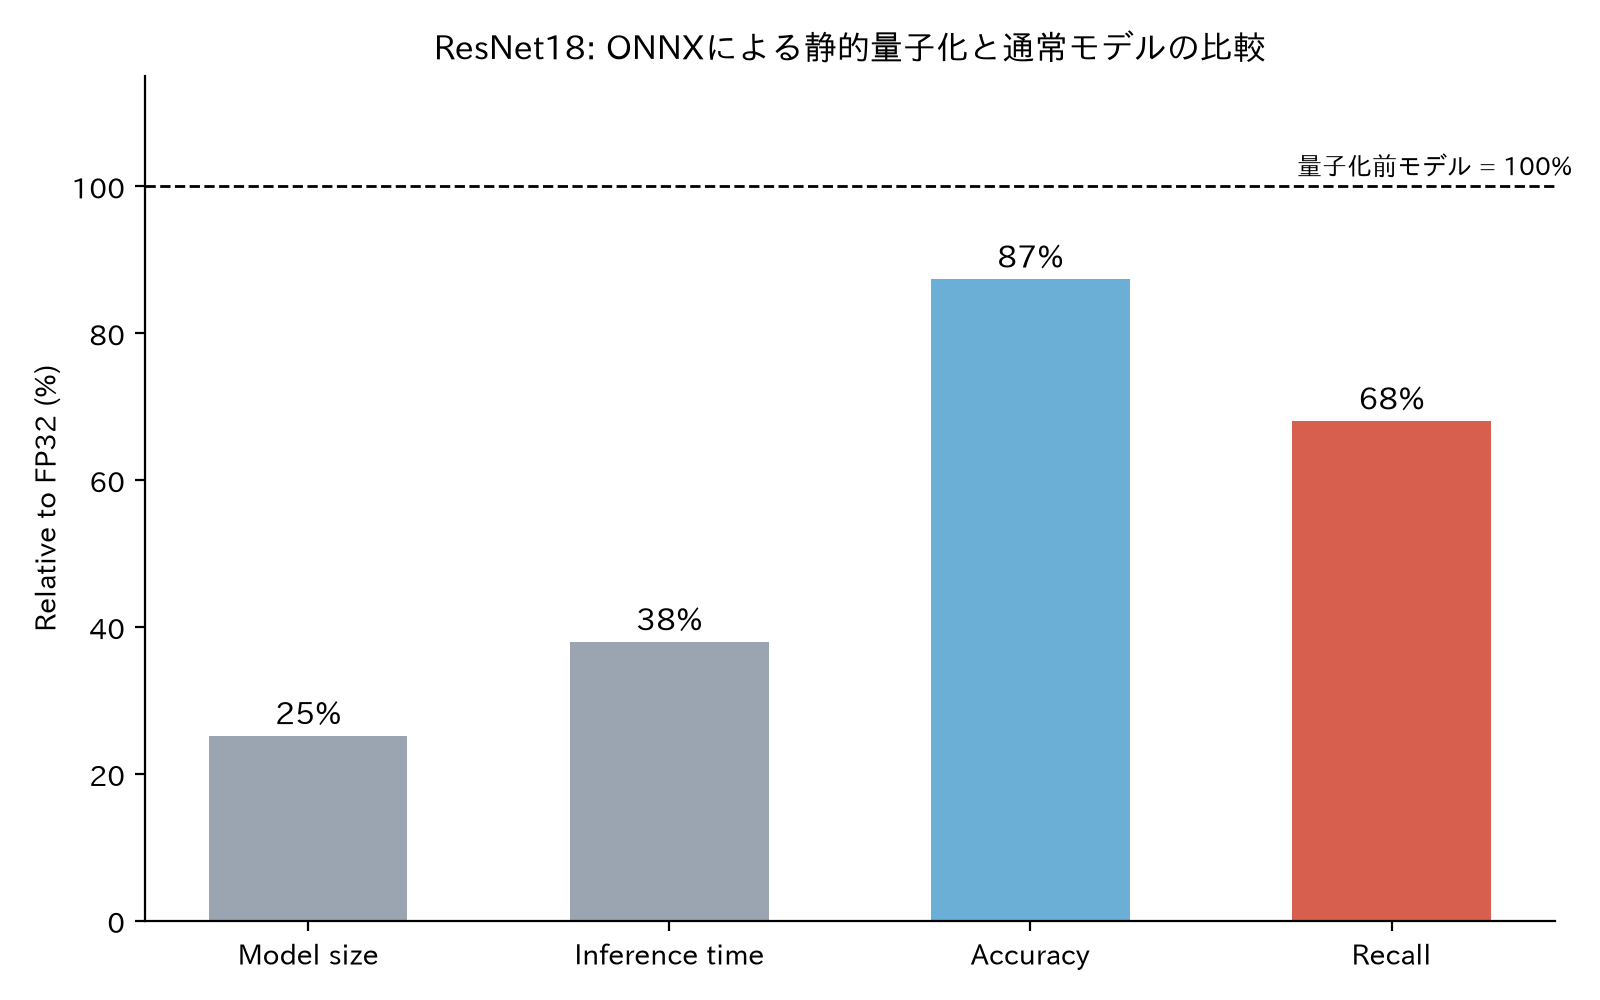 ResNet18: ONNXによる静的量子化と通常モデルの比較
量子化前モデル = 100%
Relative to FP32 (%)
100
80
60
40
20
0
25%
38%
87%
68%
Model size
Inference time
Accuracy
Recall